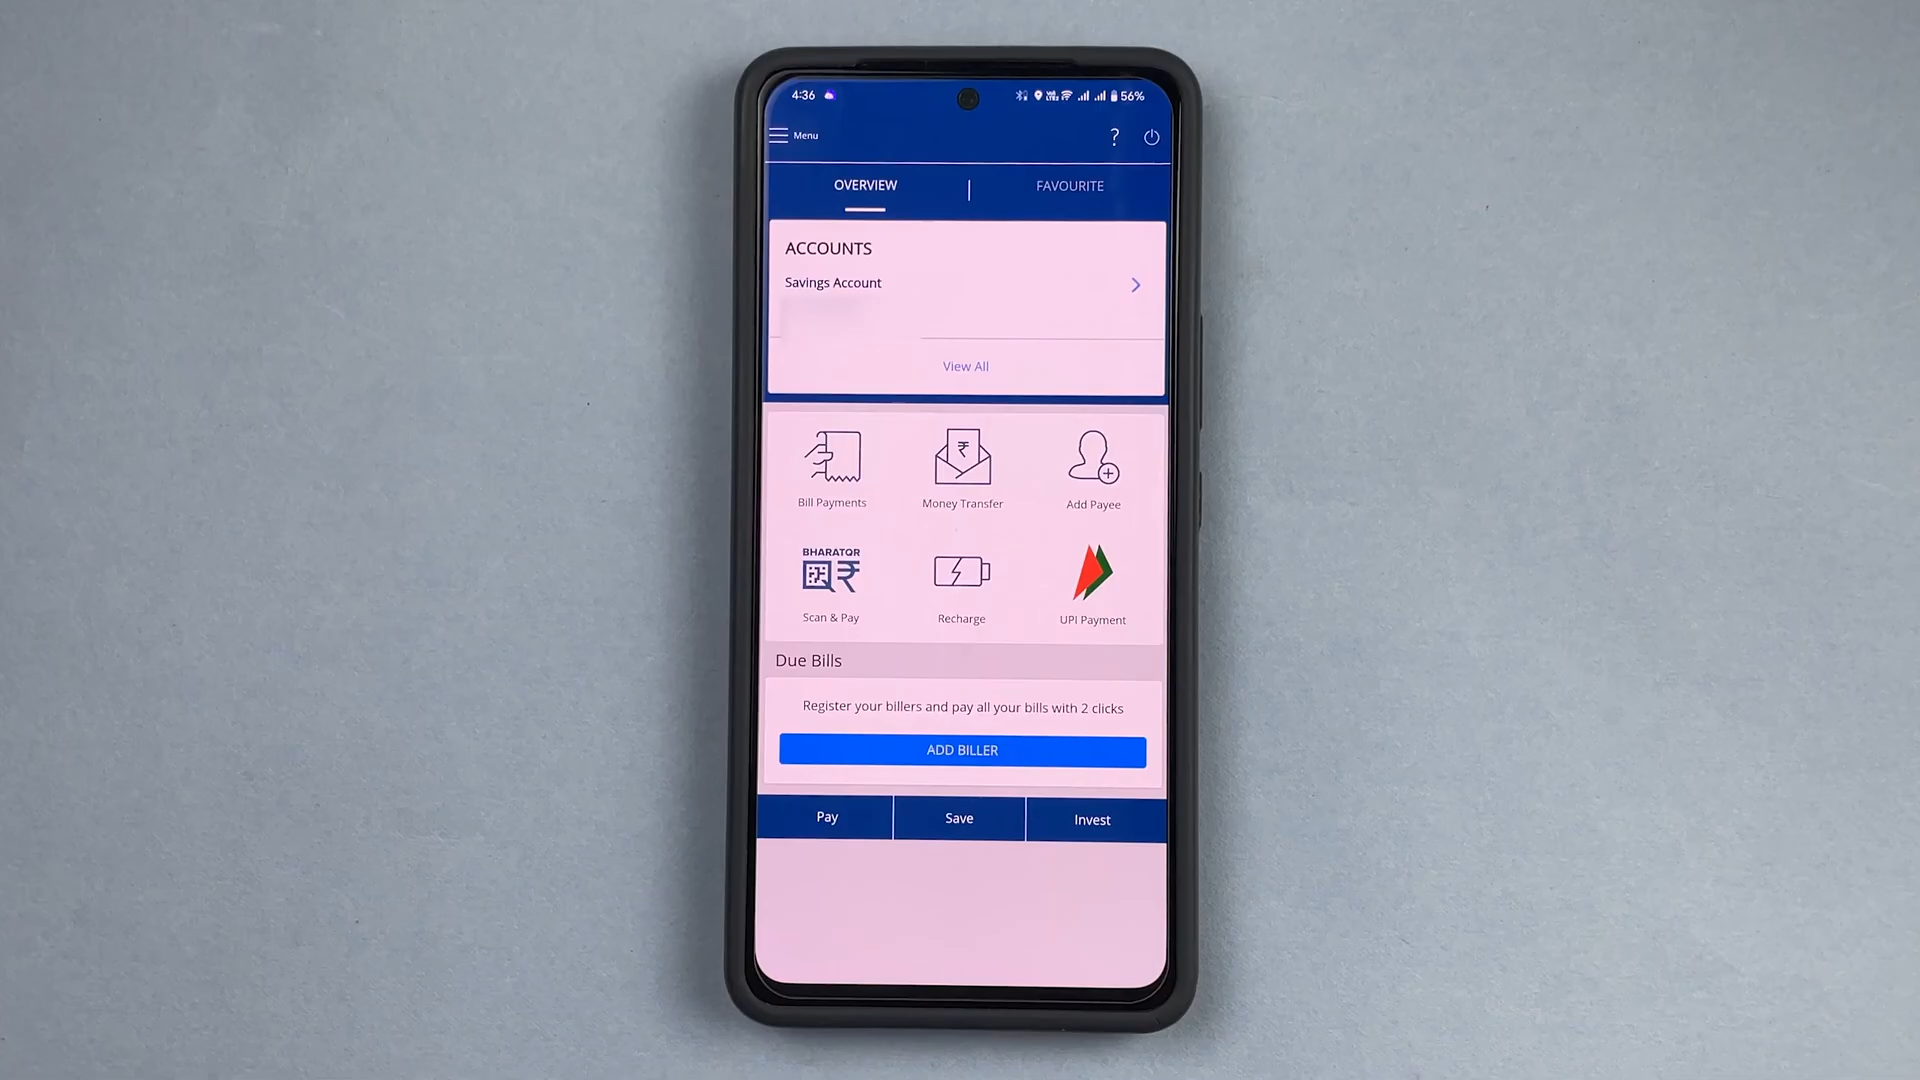 4:36 56%
Menu ?
OVERVIEW | FAVOURITE
ACCOUNTS
Savings Account
View All
Bill Payments Money Transfer Add Payee
BHARATQR
Scan & Pay Recharge UPI Payment
Due Bills
Register your billers and pay all your bills with 2 clicks
ADD BILLER
Pay Save Invest